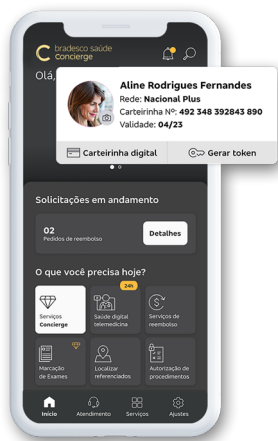 bradesco saúde
Concierge
Olá,
Aline Rodrigues Fernandes
Rede: Nacional Plus
Carteirinha Nº: 492 348 392843 890
Validade: 04/23
Carteirinha digital
Gerar token
Solicitações em andamento
02
Pedidos de reembolso
Detalhes
O que você precisa hoje?
24h
Serviços
Concierge
Saúde digital
telemedicina
Serviços de
reembolso
Marcação
de Exames
Localizar
referenciados
Autorização de
procedimentos
Início
Atendimento
Serviços
Ajustes